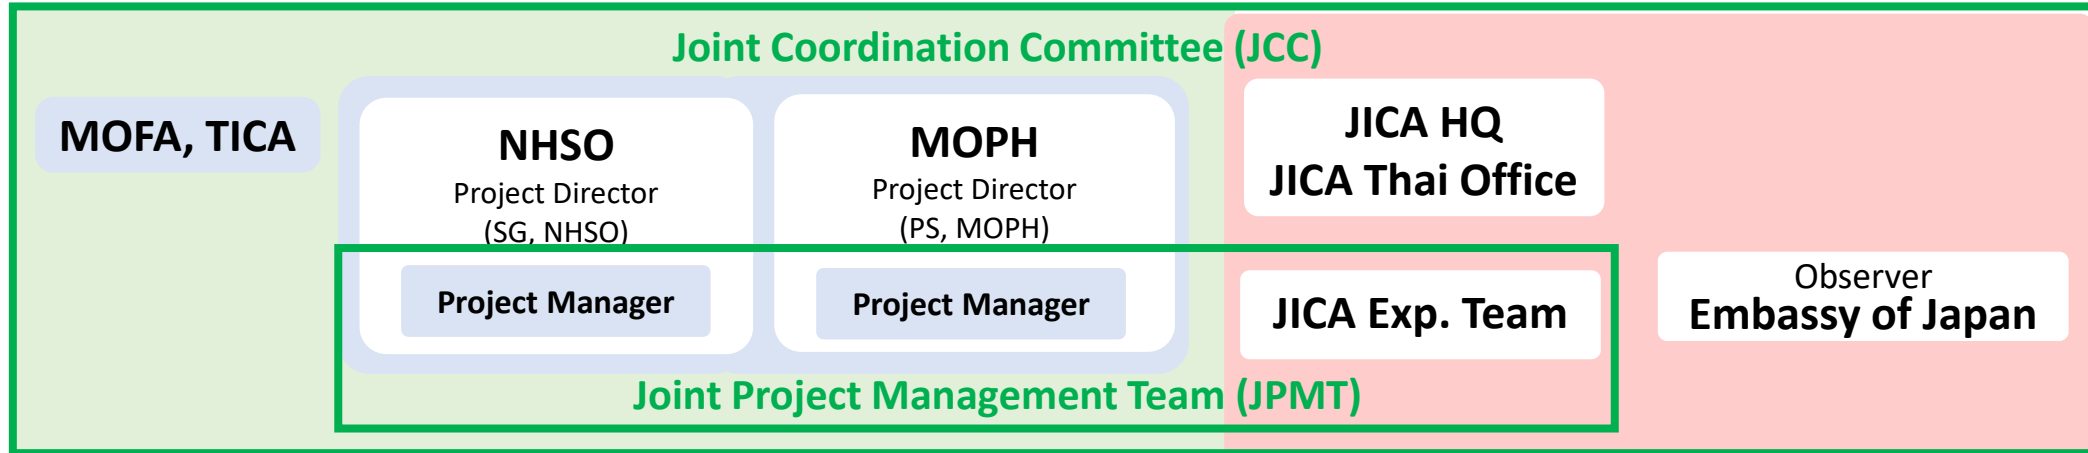 Joint Coordination Committee (JCC)
MOFA, TICA
NHSO
Project Director
(SG, NHSO)
Project Manager
MOPH
Project Director
(PS, MOPH)
Project Manager
JICA HQ
JICA Thai Office
JICA Exp. Team
Observer
Embassy of Japan
Joint Project Management Team (JPMT)